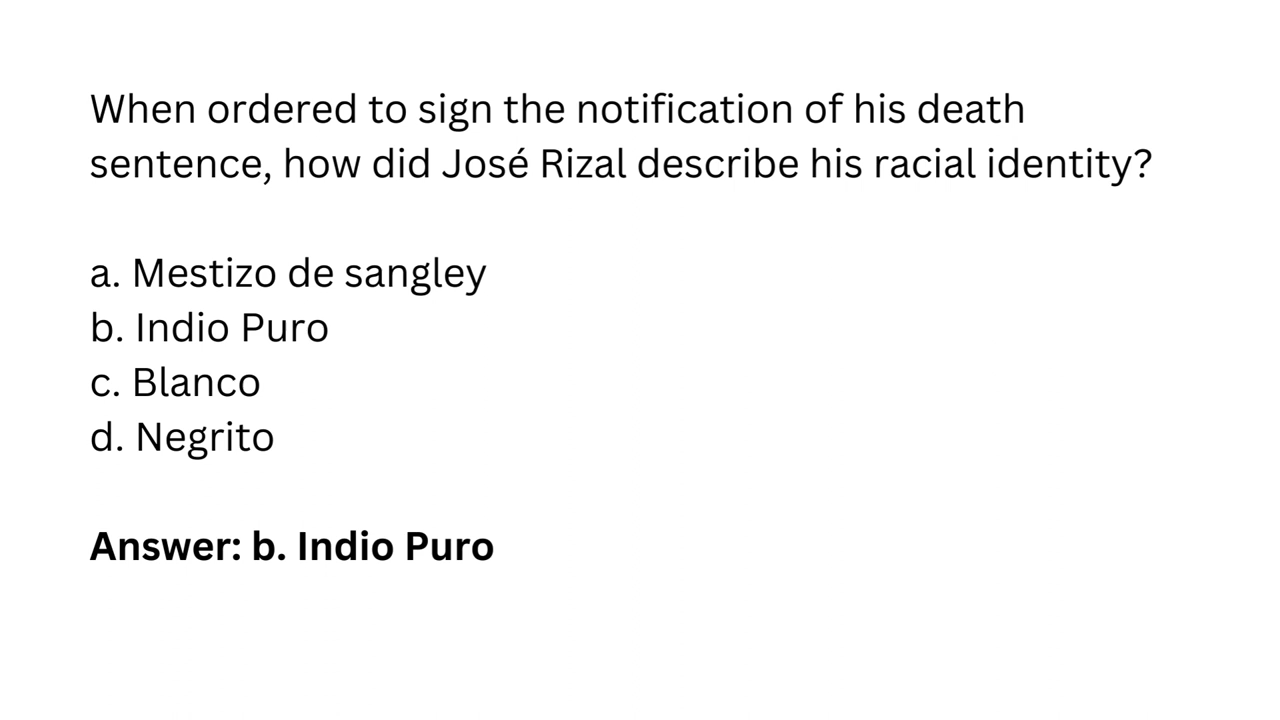 When ordered to sign the notification of his death
sentence, how did José Rizal describe his racial identity?
a. Mestizo de sangley
b. Indio Puro
c. Blanco
d. Negrito
Answer: b. Indio Puro